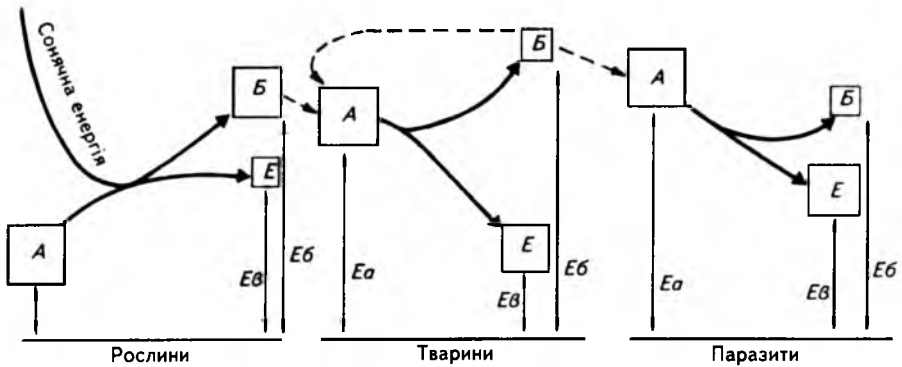 Сонячна енергія
А
Б
Е
Ев
Еб
Рослини
А
Б
Е
Еа
Ев
Еб
Тварини
А
Б
Е
Еа
Ев
Еб
Паразити